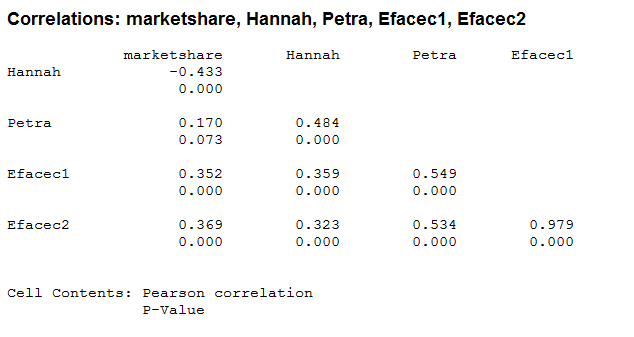 Correlations: marketshare, Hannah, Petra, Efacec1, Efacec2
marketshare Hannah Petra Efacec1
Hannah -0.433
0.000
Petra 0.170 0.484
0.073 0.000
Efacec1 0.352 0.359 0.549
0.000 0.000 0.000
Efacec2 0.369 0.323 0.534 0.979
0.000 0.000 0.000 0.000
Cell Contents: Pearson correlation
P-Value